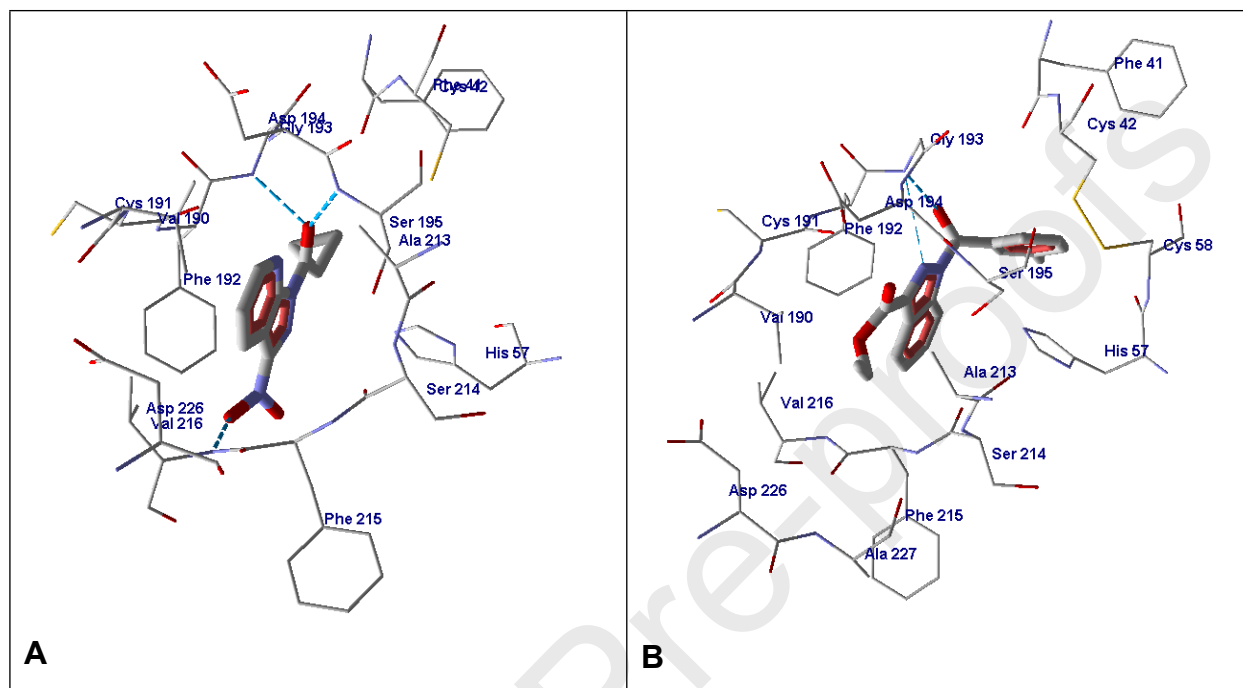 Phe 41
Cys 42
Asp 194
Gly 193
Cys 191
Val 190
Ser 195
Ala 213
Phe 192
His 57
Ser 214
Asp 226
Val 216
Phe 215
A
Phe 41
Cys 42
Gly 193
Asp 194
Cys 191
Phe 192
Cys 58
Ser 195
Val 190
His 57
Ala 213
Val 216
Ser 214
Asp 226
Phe 215
Ala 227
B
Pre-proofs